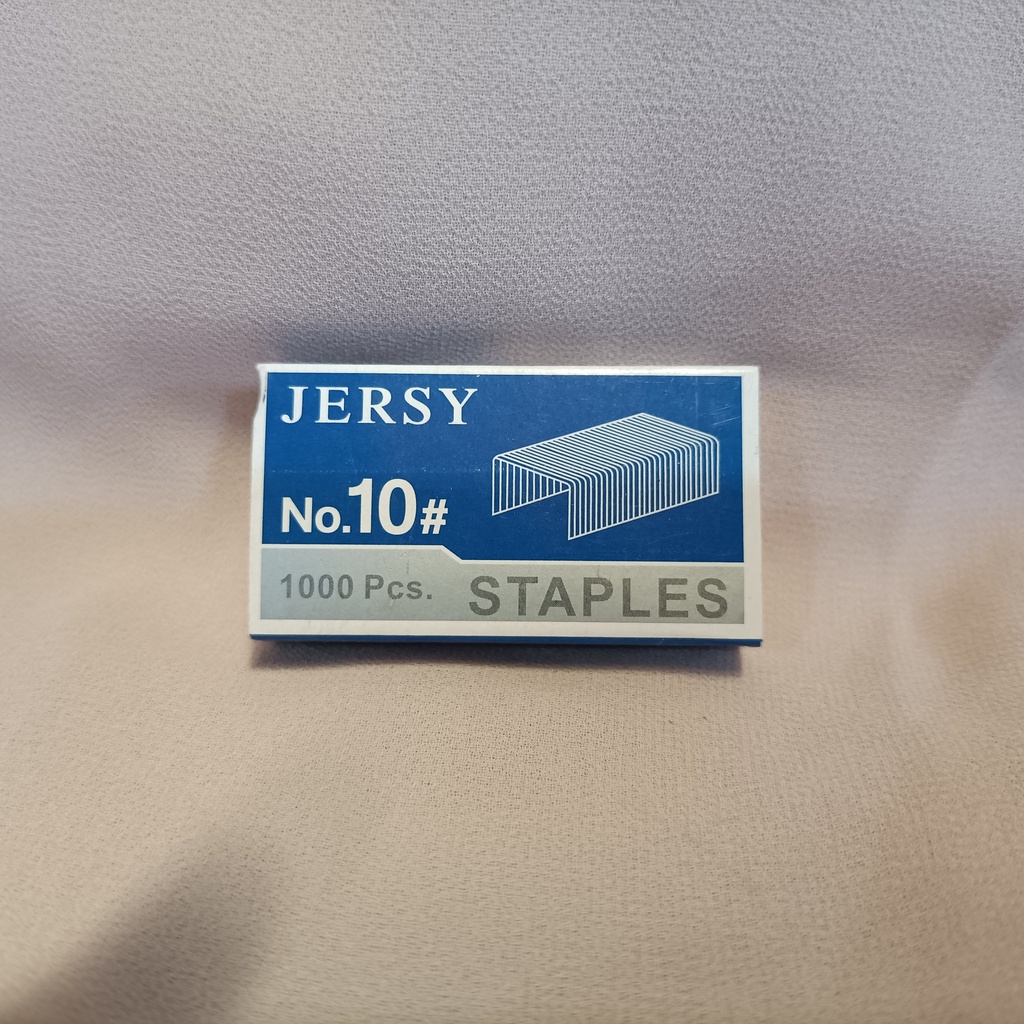 JERSY
No.10#
1000 Pcs.
STAPLES